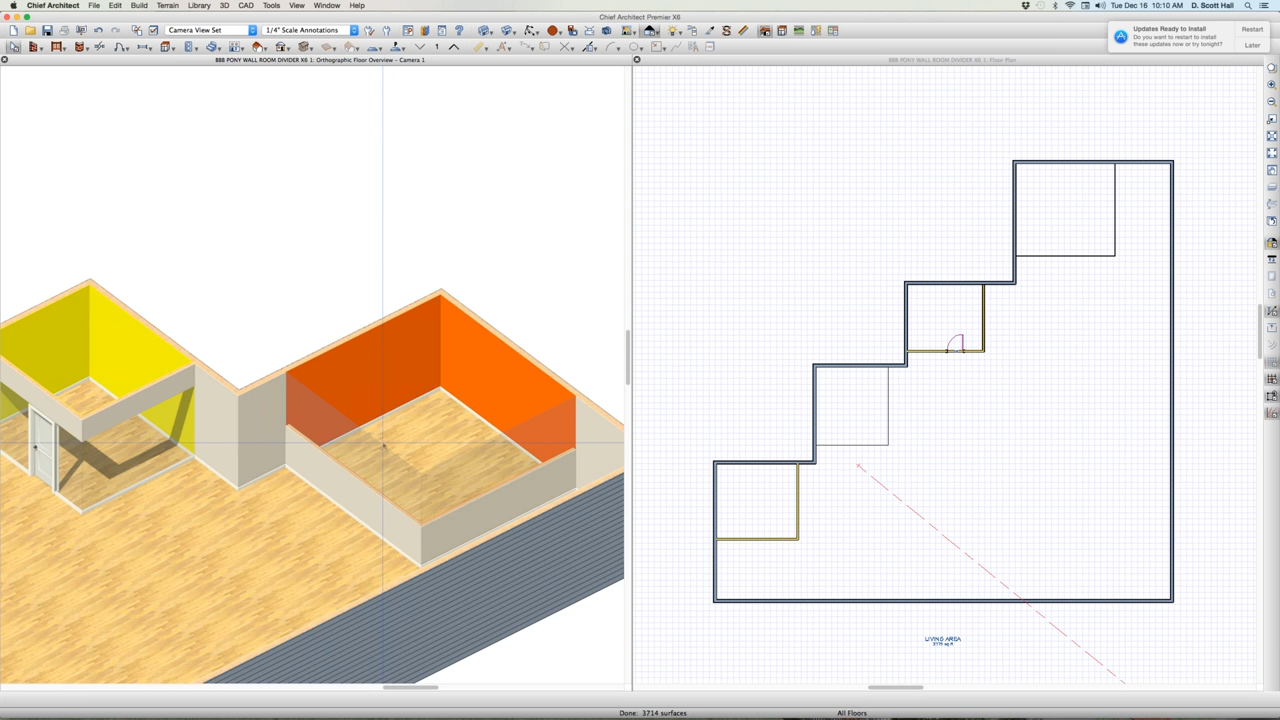 Chief Architect File Edit Build Terrain Library 3D CAD Tools View Window Help
Tue Dec 16 10:10 AM D. Scott Hall
Chief Architect Premier X6
Camera View Set
1/4" Scale Annotations
Updates Ready to Install
Do you want to restart to install
these updates now or try tonight?
Restart
Later
888 PONY WALL ROOM DIVIDER X6 1: Orthographic Floor Overview - Camera 1
888 PONY WALL ROOM DIVIDER X6 1: Floor Plan
LIVING AREA
Done: 3714 surfaces
All Floors